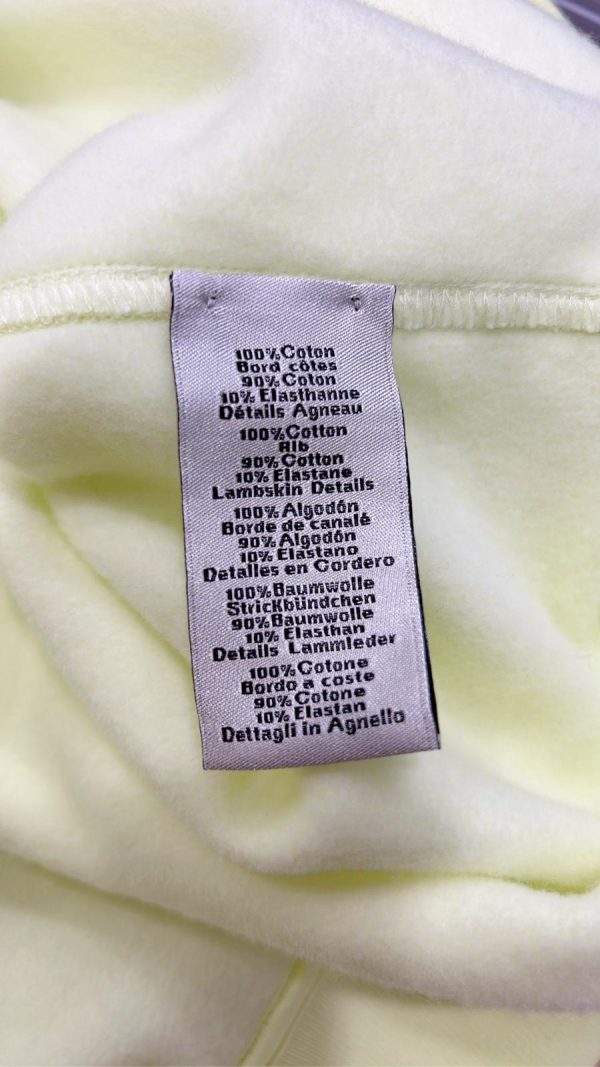 100%Coton
Bord côtes
90% Coton
10% Elasthanne
Détails Agneau
100%Cotton
Rib
90% Cotton
10% Elastane
Lambskin Details
100% Algodón
Borde de canalé
90% Algodón
10% Elastano
Detalles en Cordero
100%Baumwolle
Strickbündchen
90%Baumwolle
10% Elasthan
Details Lammleder
100%Cotone
Bordo a coste
90% Cotone
10% Elastan
Dettagli in Agnello